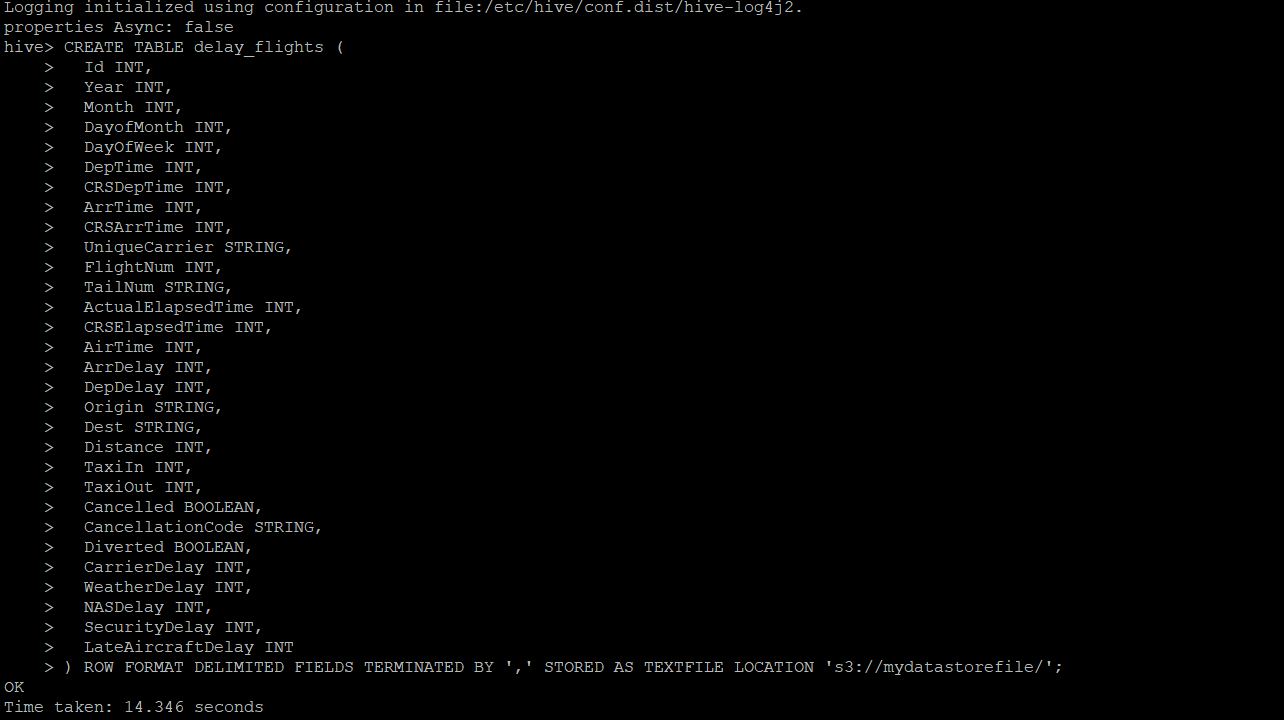 Logging initialized using configuration in file:/etc/hive/conf.dist/hive-log4j2.
properties Async: false
hive> CREATE TABLE delay_flights (
    >   Id INT,
    >   Year INT,
    >   Month INT,
    >   DayofMonth INT,
    >   DayOfWeek INT,
    >   DepTime INT,
    >   CRSDepTime INT,
    >   ArrTime INT,
    >   CRSArrTime INT,
    >   UniqueCarrier STRING,
    >   FlightNum INT,
    >   TailNum STRING,
    >   ActualElapsedTime INT,
    >   CRSElapsedTime INT,
    >   AirTime INT,
    >   ArrDelay INT,
    >   DepDelay INT,
    >   Origin STRING,
    >   Dest STRING,
    >   Distance INT,
    >   TaxiIn INT,
    >   TaxiOut INT,
    >   Cancelled BOOLEAN,
    >   CancellationCode STRING,
    >   Diverted BOOLEAN,
    >   CarrierDelay INT,
    >   WeatherDelay INT,
    >   NASDelay INT,
    >   SecurityDelay INT,
    >   LateAircraftDelay INT
    > ) ROW FORMAT DELIMITED FIELDS TERMINATED BY ',' STORED AS TEXTFILE LOCATION 's3://mydatastorefile/';
OK
Time taken: 14.346 seconds